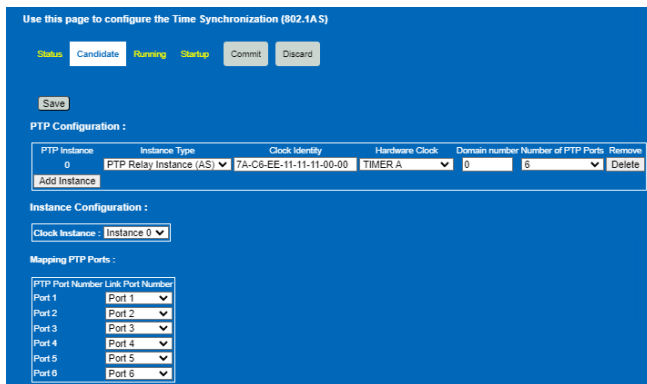 Use this page to configure the Time Synchronization (802.1AS)
Status Candidate Running Startup Commit Discard
Save
PTP Configuration :
PTP Instance Instance Type Clock Identity Hardware Clock Domain number Number of PTP Ports Remove
0 PTP Relay Instance (AS) 7A-C6-EE-11-11-11-00-00 TIMER A 0 6 Delete
Add Instance
Instance Configuration :
Clock Instance : Instance 0
Mapping PTP Ports :
PTP Port Number Link Port Number
Port 1 Port 1
Port 2 Port 2
Port 3 Port 3
Port 4 Port 4
Port 5 Port 5
Port 6 Port 6